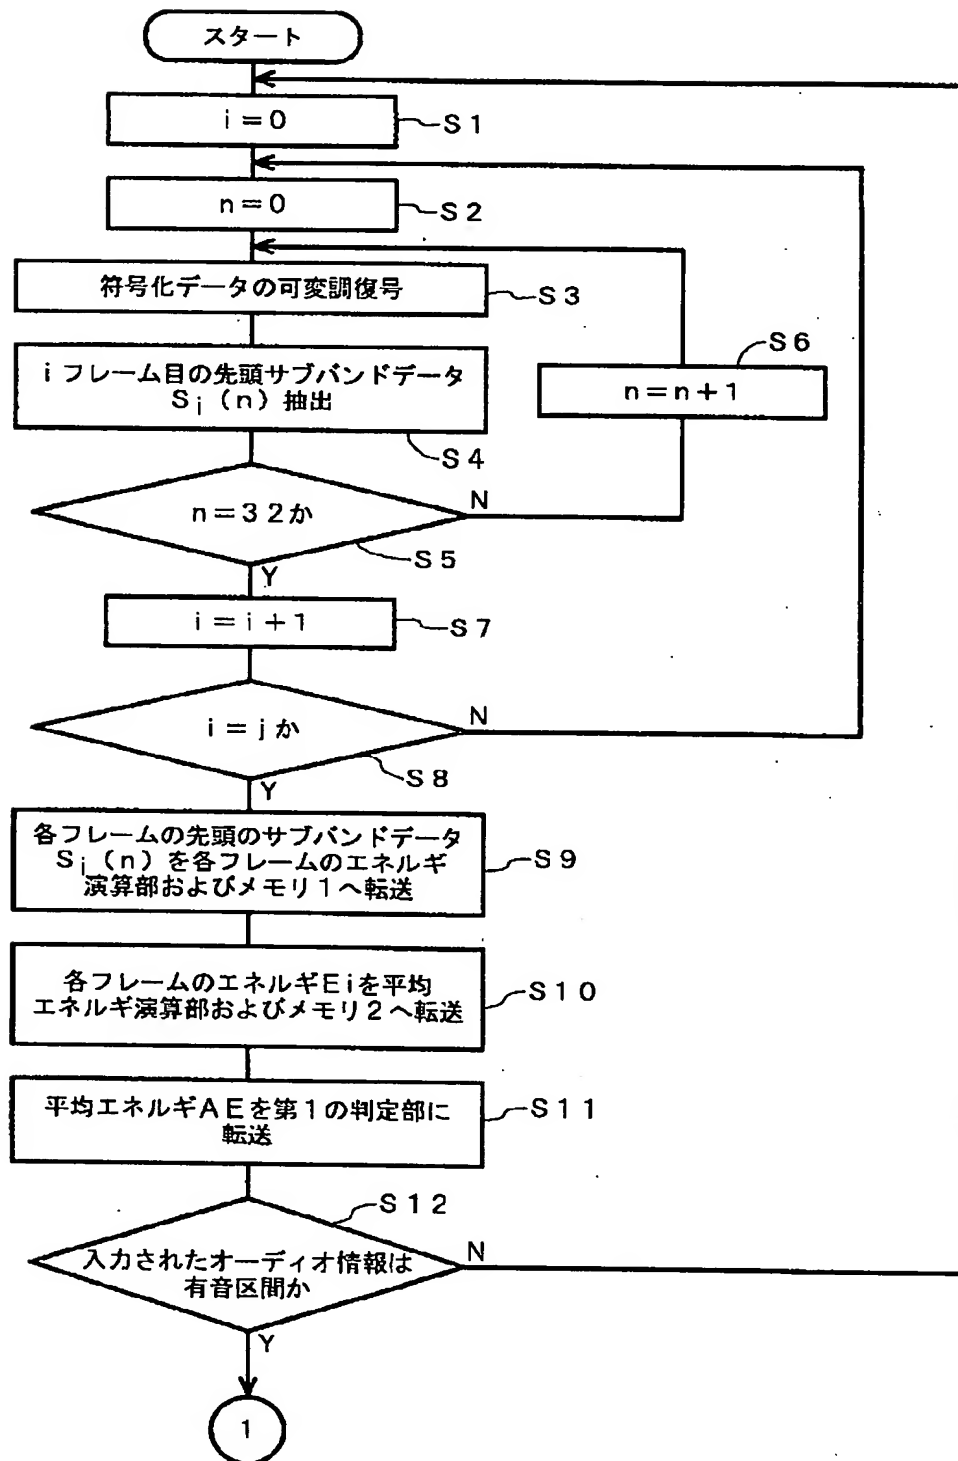 スタート
i=0
S1
n=0
S2
符号化データの可変調復号
S3
iフレーム目の先頭サブバンドデータ
Si(n)抽出
S4
S6
n=n+1
n=32か
N
S5
Y
i=i+1
S7
i=jか
N
S8
Y
各フレームの先頭のサブバンドデータ
Si(n)を各フレームのエネルギ
演算部およびメモリ1へ転送
S9
各フレームのエネルギEiを平均
エネルギ演算部およびメモリ2へ転送
S10
平均エネルギAEを第1の判定部に
転送
S11
S12
入力されたオーディオ情報は
有音区間か
N
Y
1